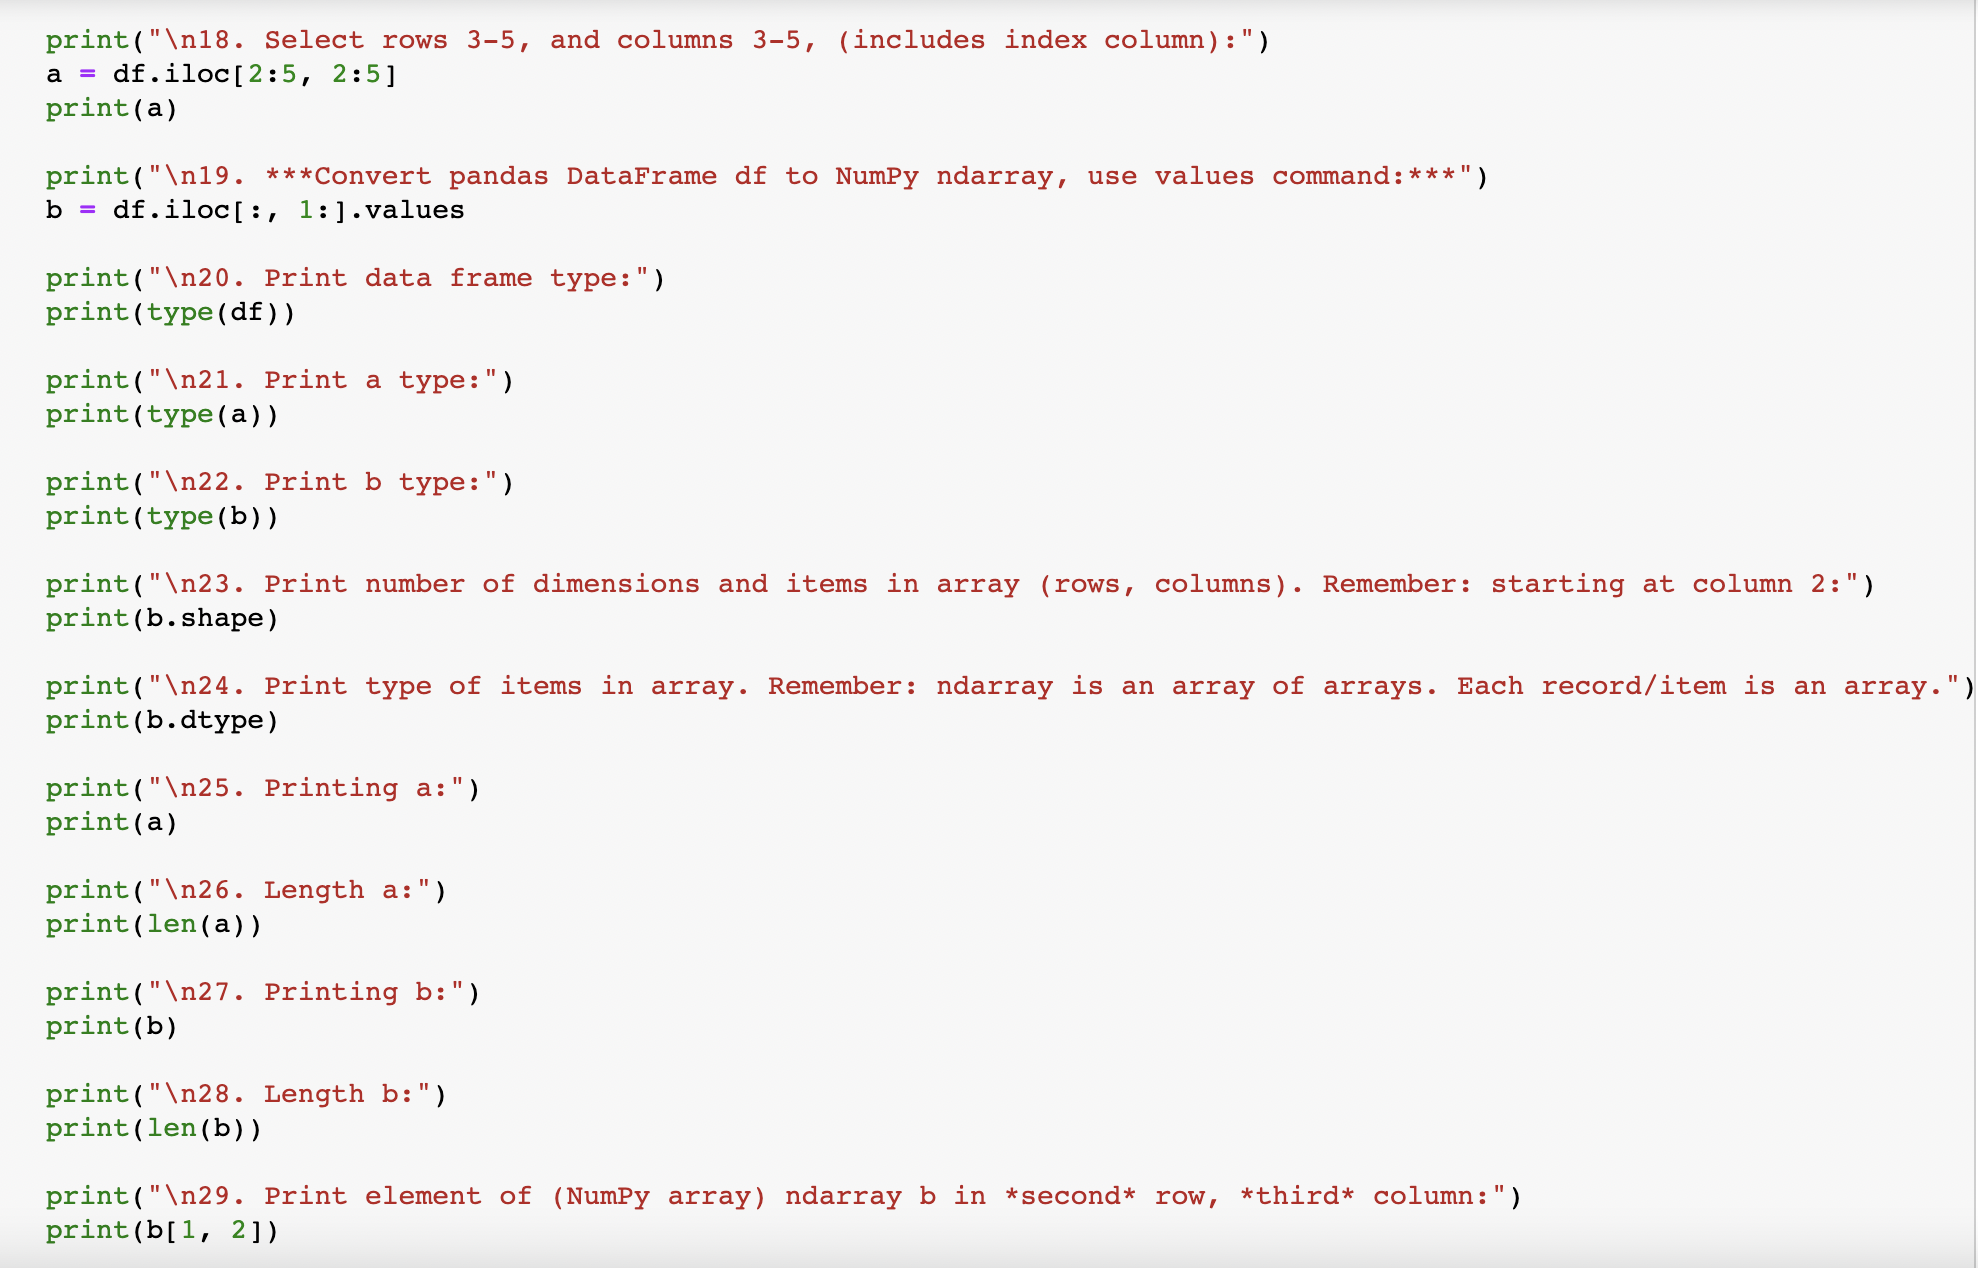 print("\n18. Select rows 3-5, and columns 3-5, (includes index column):")
a = df.iloc[2:5, 2:5]
print(a)
print("\n19. ***Convert pandas DataFrame df to NumPy ndarray, use values command:***")
b = df.iloc[:, 1:].values
print("\n20. Print data frame type:")
print(type(df))
print("\n21. Print a type:")
print(type(a))
print("\n22. Print b type:")
print(type(b))
print("\n23. Print number of dimensions and items in array (rows, columns). Remember: starting at column 2:")
print(b.shape)
print("\n24. Print type of items in array. Remember: ndarray is an array of arrays. Each record/item is an array.")
print(b.dtype)
print("\n25. Printing a:")
print(a)
print("\n26. Length a:")
print(len(a))
print("\n27. Printing b:")
print(b)
print("\n28. Length b:")
print(len(b))
print("\n29. Print element of (NumPy array) ndarray b in *second* row, *third* column:")
print(b[1, 2])